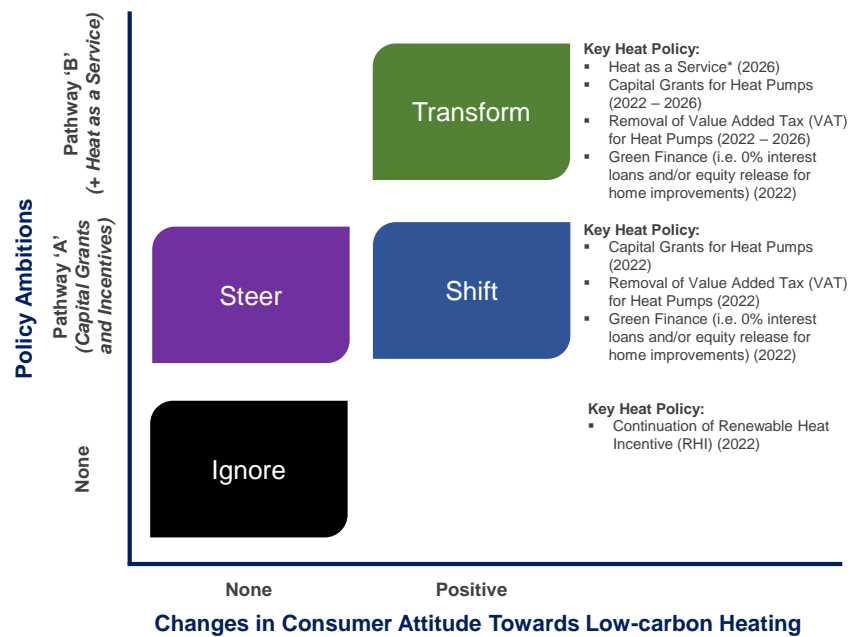 Policy Ambitions
Pathway 'B'
(+ Heat as a Service)
Transform
Key Heat Policy:
▪ Heat as a Service* (2026)
▪ Capital Grants for Heat Pumps
(2022 – 2026)
▪ Removal of Value Added Tax (VAT)
for Heat Pumps (2022 – 2026)
▪ Green Finance (i.e. 0% interest
loans and/or equity release for
home improvements) (2022)
Pathway 'A'
(Capital Grants
and Incentives)
Steer
Shift
Key Heat Policy:
▪ Capital Grants for Heat Pumps
(2022)
▪ Removal of Value Added Tax (VAT)
for Heat Pumps (2022)
▪ Green Finance (i.e. 0% interest
loans and/or equity release for
home improvements) (2022)
None
Ignore
Key Heat Policy:
▪ Continuation of Renewable Heat
Incentive (RHI) (2022)
None
Positive
Changes in Consumer Attitude Towards Low-carbon Heating